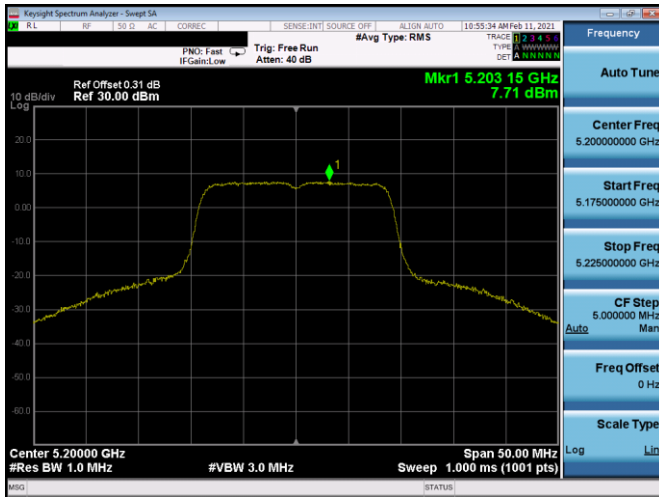 Keysight Spectrum Analyzer - Swept SA
RL RF 50 Ω AC CORREC SENSE:INT SOURCE OFF ALIGN AUTO 10:55:34 AM Feb 11, 2021
#Avg Type: RMS
TRACE 1 2 3 4 5 6
TYPE A WWWWW
DET A N N N N N
PNO: Fast
IFGain:Low
Trig: Free Run
Atten: 40 dB
Mkr1 5.203 15 GHz
7.71 dBm
Ref Offset 0.31 dB
Ref 30.00 dBm
10 dB/div
Log
20.0
10.0
0.00
-10.0
-20.0
-30.0
-40.0
-50.0
-60.0
1
Center 5.20000 GHz
Span 50.00 MHz
#Res BW 1.0 MHz
#VBW 3.0 MHz
Sweep 1.000 ms (1001 pts)
MSG
STATUS
Frequency
Auto Tune
Center Freq
5.200000000 GHz
Start Freq
5.175000000 GHz
Stop Freq
5.225000000 GHz
CF Step
5.000000 MHz
Auto Man
Freq Offset
0 Hz
Scale Type
Log Lin